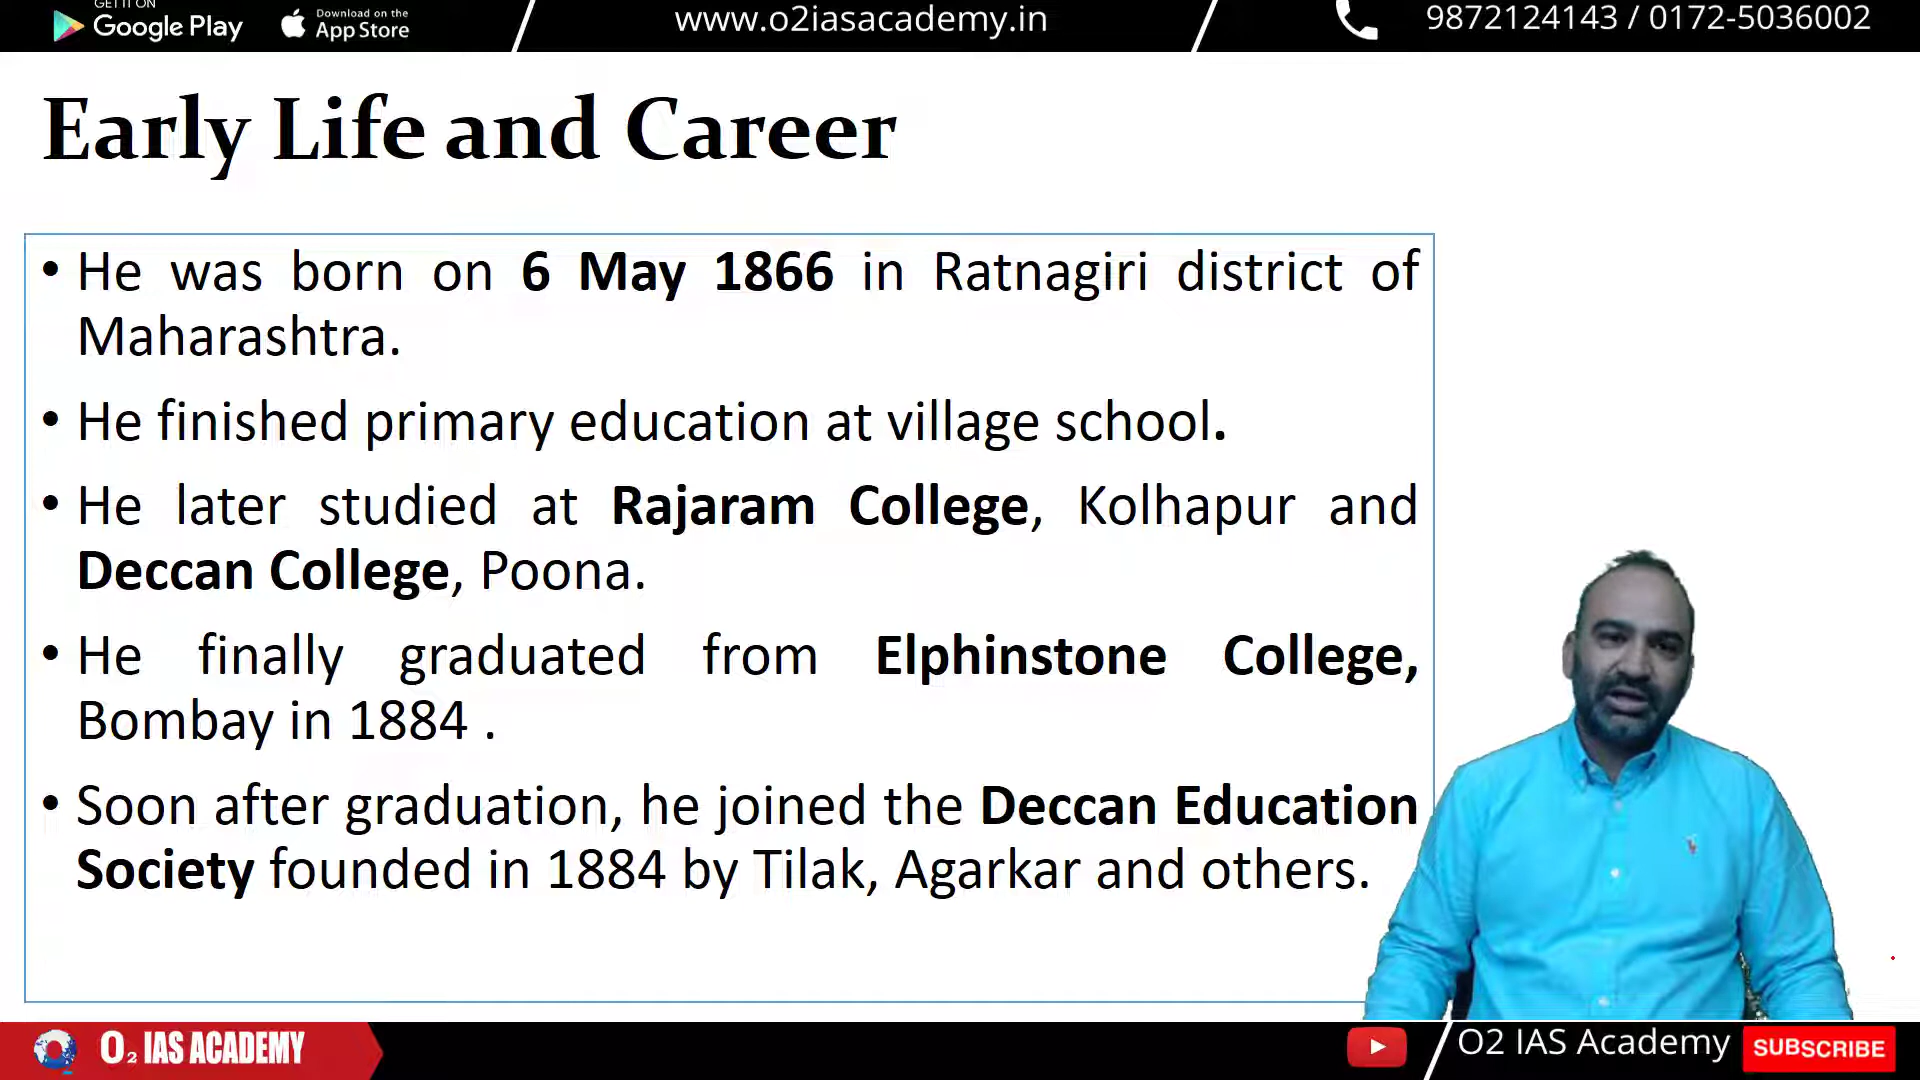 GET IT ON
Google Play
Download on the
App Store
www.o2iasacademy.in
9872124143 / 0172-5036002
Early Life and Career
• He was born on 6 May 1866 in Ratnagiri district of
Maharashtra.
• He finished primary education at village school.
• He later studied at Rajaram College, Kolhapur and
Deccan College, Poona.
• He finally graduated from Elphinstone College,
Bombay in 1884 .
• Soon after graduation, he joined the Deccan Education
Society founded in 1884 by Tilak, Agarkar and others.
O2 IAS ACADEMY
O2 IAS Academy
SUBSCRIBE